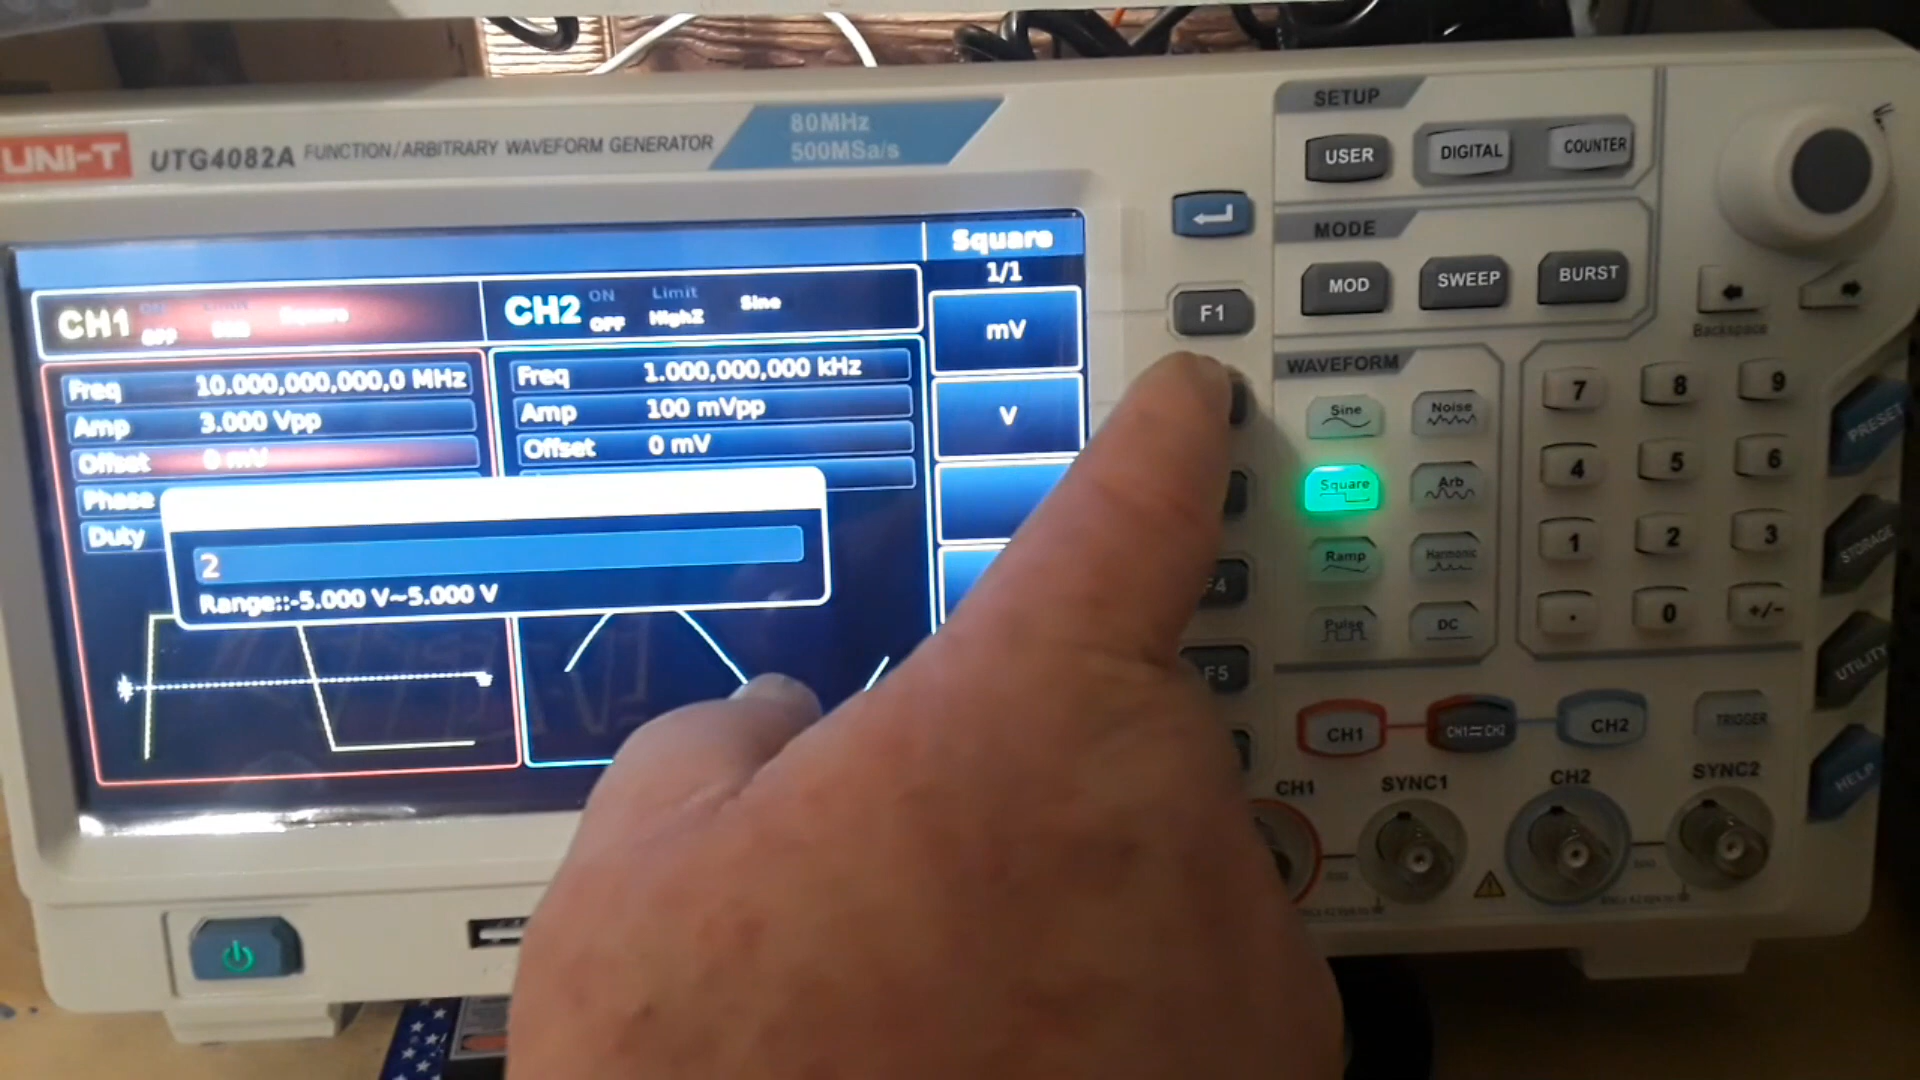 UNI-T UTG4082A FUNCTION/ARBITRARY WAVEFORM GENERATOR
80MHz
500MSa/s
Square
1/1
mV
V
CH1 OFF Square
CH2 ON OFF Limit HighZ Sine
Freq 10.000,000,000,0 MHz
Amp 3.000 Vpp
Offset 0 mV
Phase
Duty
Freq 1.000,000,000 kHz
Amp 100 mVpp
Offset 0 mV
2
Range::-5.000 V~5.000 V
F1
F4
F5
SETUP
USER DIGITAL COUNTER
MODE
MOD SWEEP BURST
Backspace
WAVEFORM
Sine Noise
Square Arb
Ramp Harmonic
Pulse DC
7 8 9
4 5 6
1 2 3
. 0 +/-
PRESET
STORAGE
UTILITY
HELP
CH1 CH1⇌CH2 CH2 TRIGGER
CH1 SYNC1 CH2 SYNC2